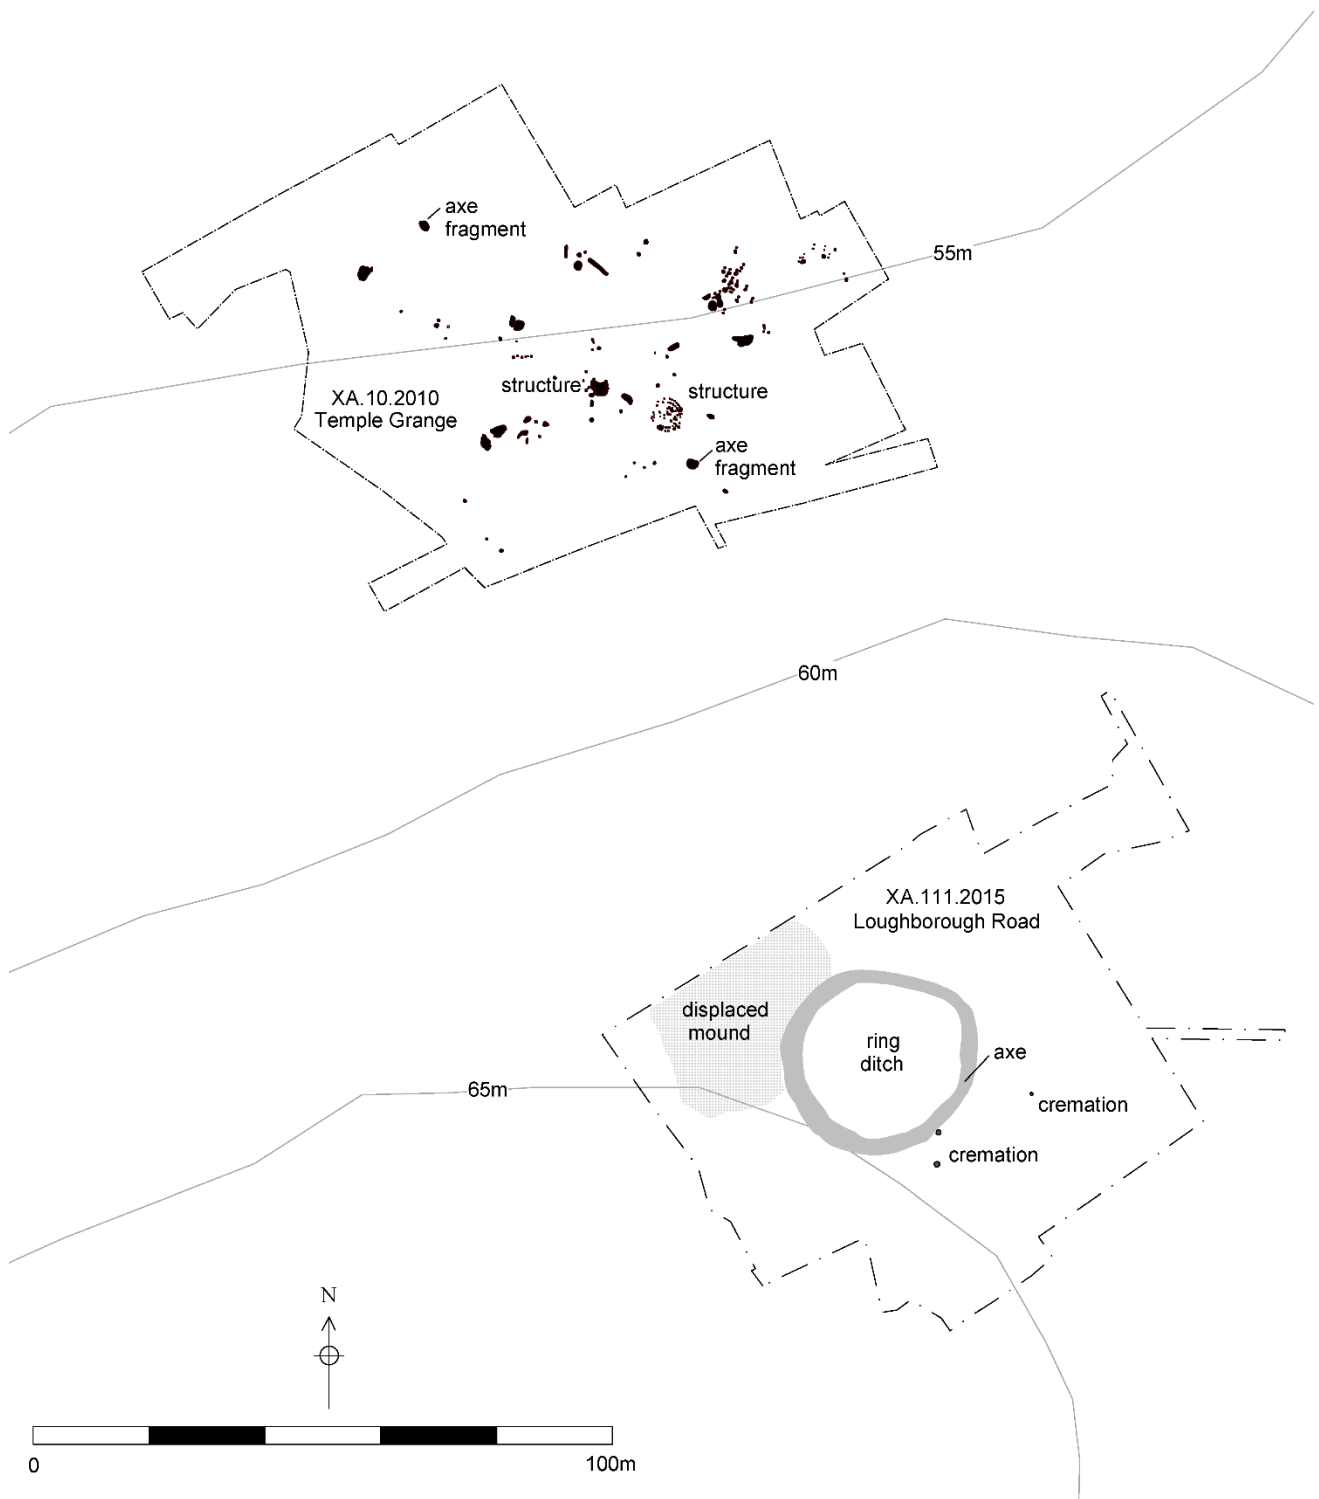 axe
fragment
55m
structure
structure
XA.10.2010
Temple Grange
axe
fragment
60m
XA.111.2015
Loughborough Road
displaced
mound
ring
ditch
axe
65m
cremation
cremation
N
0
100m